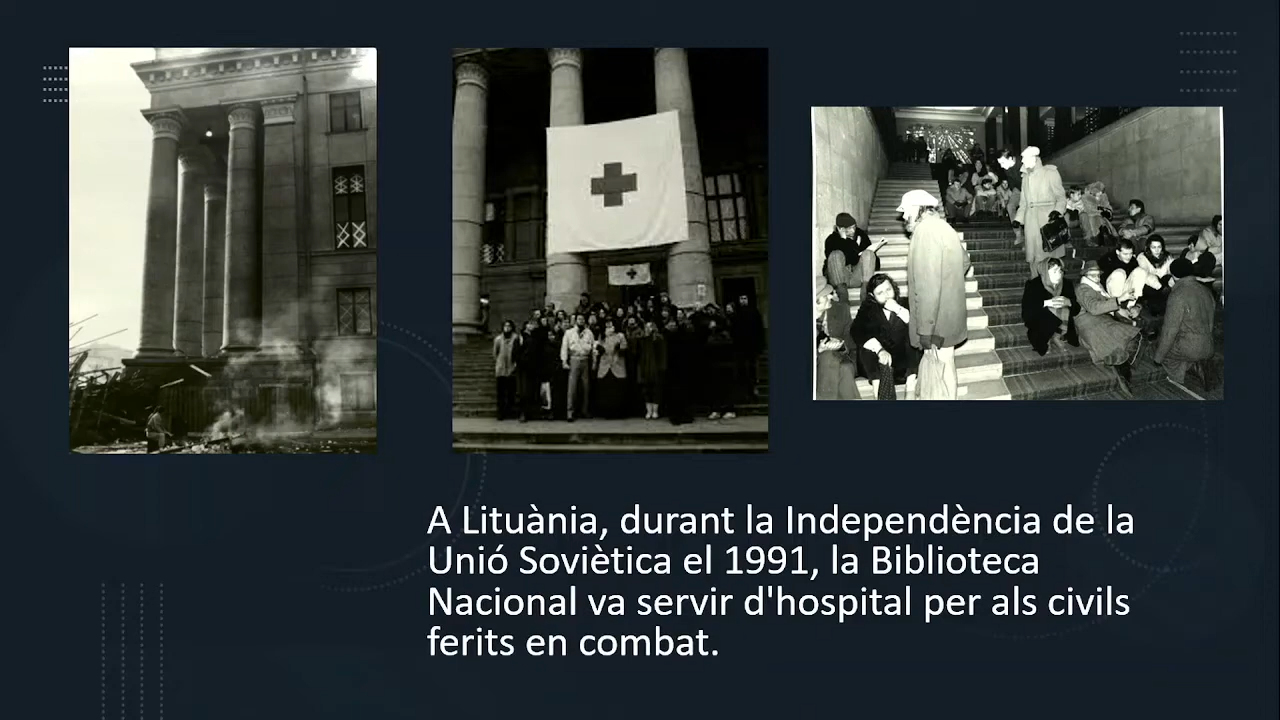 A Lituània, durant la Independència de la
Unió Soviètica el 1991, la Biblioteca
Nacional va servir d'hospital per als civils
ferits en combat.